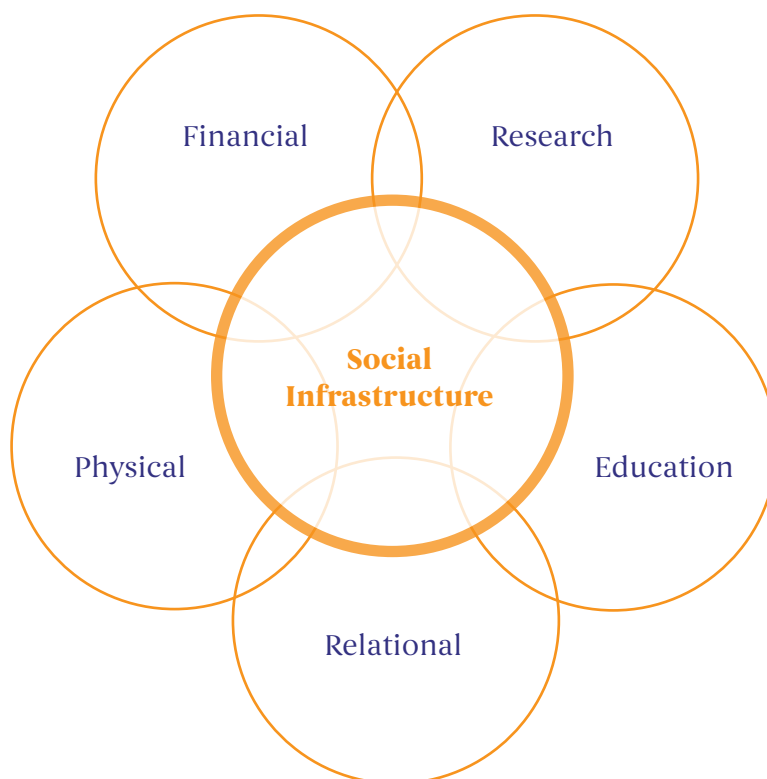 Financial
Research
Social
Infrastructure
Physical
Education
Relational